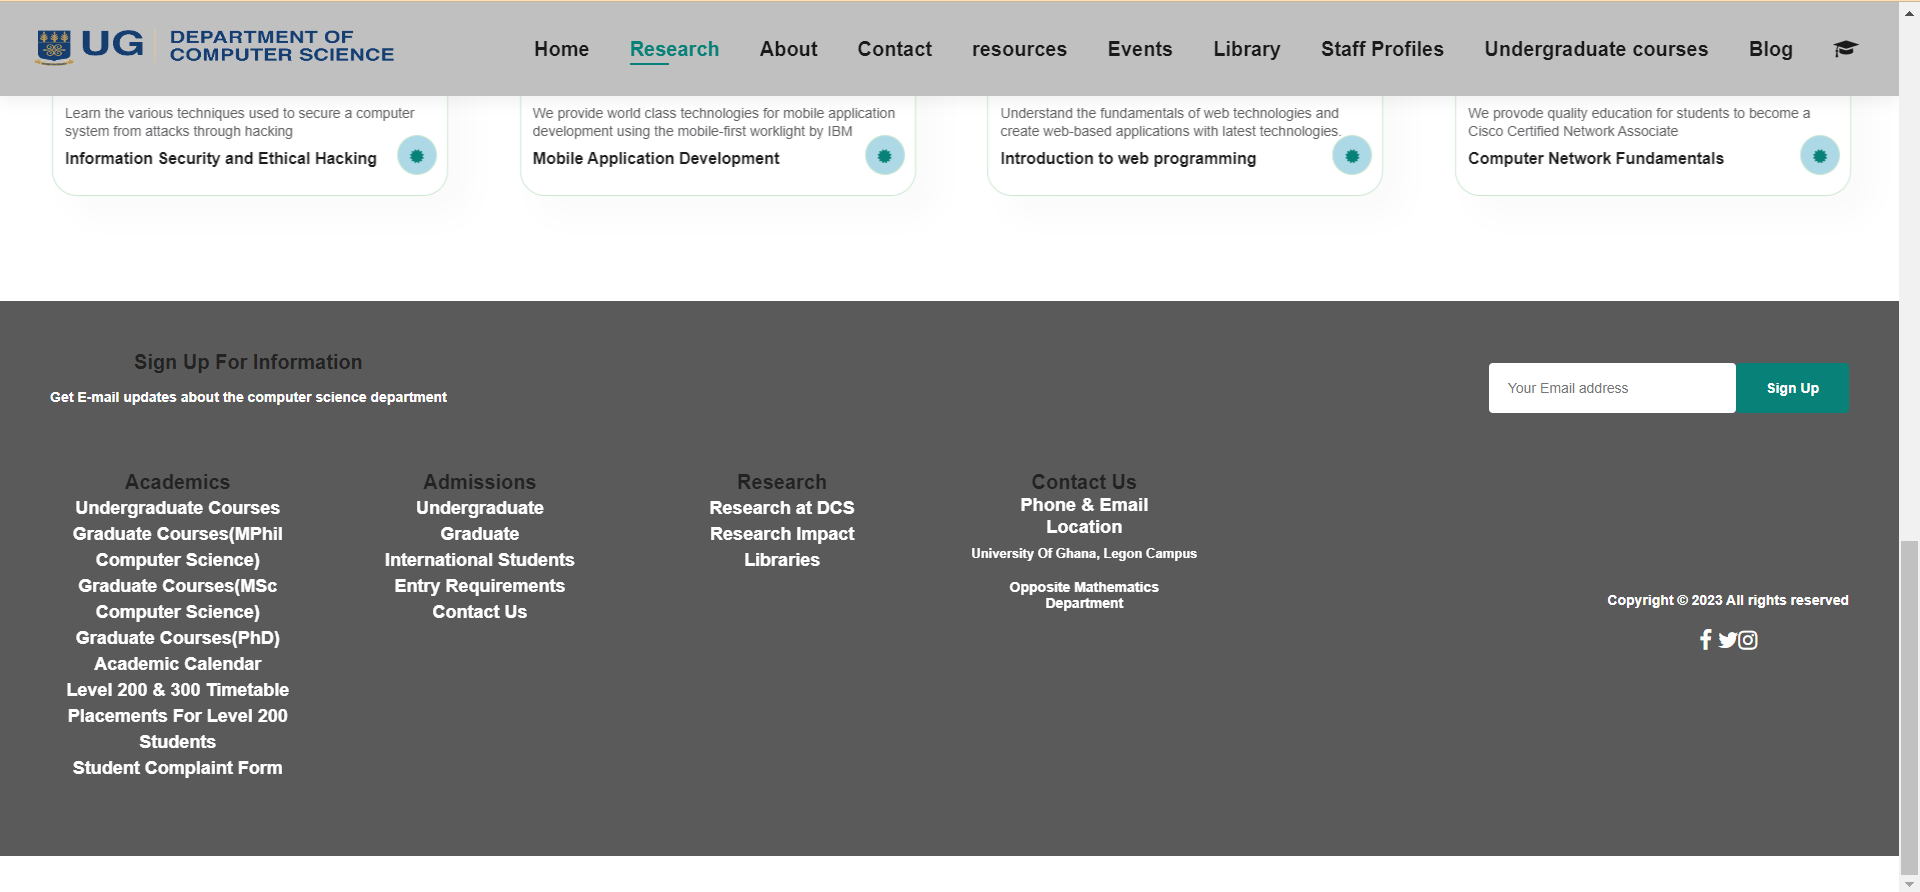 UG
DEPARTMENT OF
COMPUTER SCIENCE
Home
Research
About
Contact
resources
Events
Library
Staff Profiles
Undergraduate courses
Blog
Learn the various techniques used to secure a computer
system from attacks through hacking
Information Security and Ethical Hacking
We provide world class technologies for mobile application
development using the mobile-first worklight by IBM
Mobile Application Development
Understand the fundamentals of web technologies and
create web-based applications with latest technologies.
Introduction to web programming
We provode quality education for students to become a
Cisco Certified Network Associate
Computer Network Fundamentals
Sign Up For Information
Get E-mail updates about the computer science department
Your Email address
Sign Up
Academics
Undergraduate Courses
Graduate Courses(MPhil
Computer Science)
Graduate Courses(MSc
Computer Science)
Graduate Courses(PhD)
Academic Calendar
Level 200 & 300 Timetable
Placements For Level 200
Students
Student Complaint Form
Admissions
Undergraduate
Graduate
International Students
Entry Requirements
Contact Us
Research
Research at DCS
Research Impact
Libraries
Contact Us
Phone & Email
Location
University Of Ghana, Legon Campus
Opposite Mathematics
Department
Copyright © 2023 All rights reserved